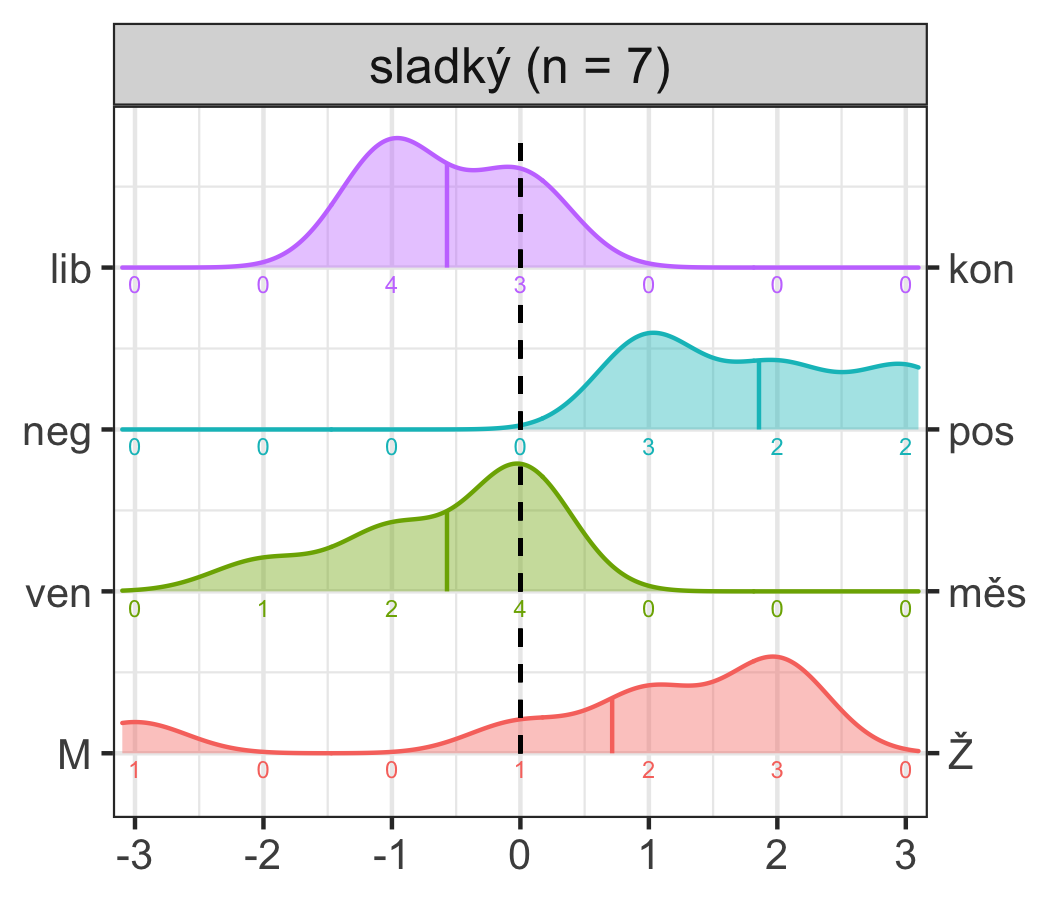 sladký (n = 7)
lib kon
0 0 4 3 0 0 0
neg pos
0 0 0 0 3 2 2
ven měs
0 1 2 4 0 0 0
M Ž
1 0 0 1 2 3 0
-3 -2 -1 0 1 2 3